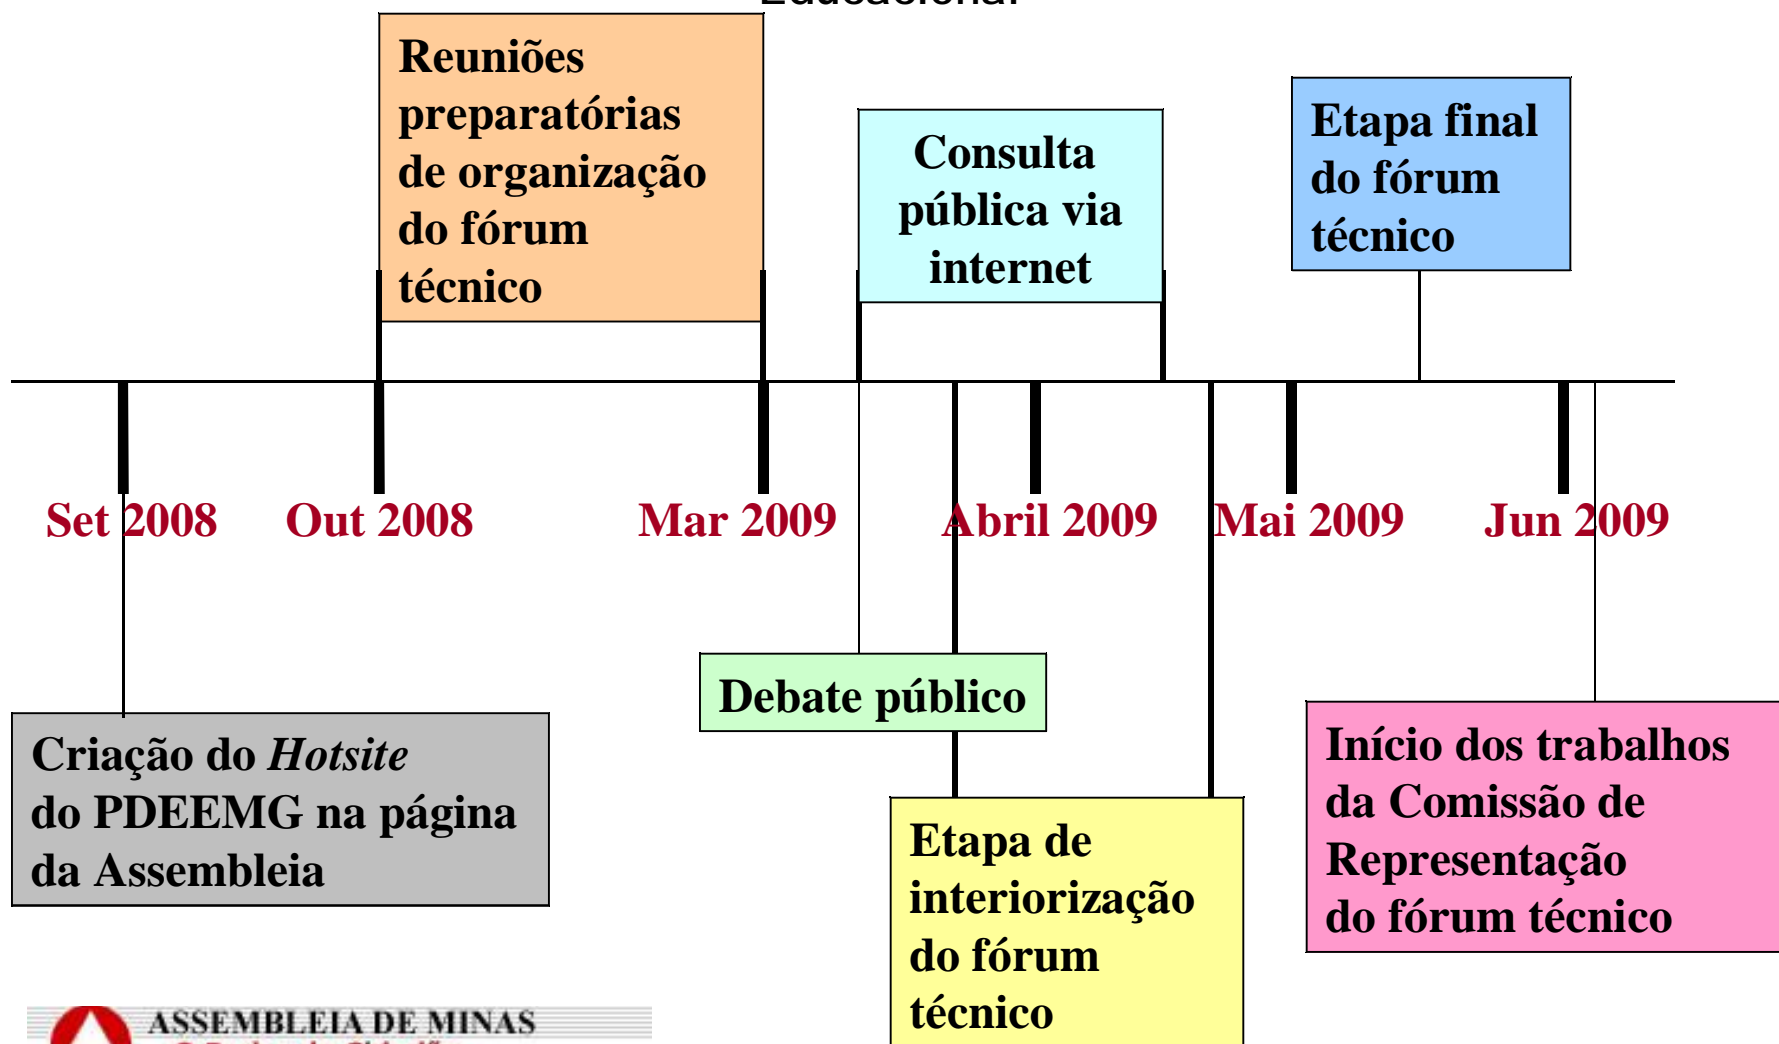 Educacional
Reuniões
preparatórias
de organização
do fórum
técnico
Consulta
pública via
internet
Etapa final
do fórum
técnico
Set 2008
Out 2008
Mar 2009
Abril 2009
Mai 2009
Jun 2009
Debate público
Criação do Hotsite
do PDEEMG na página
da Assembleia
Etapa de
interiorização
do fórum
técnico
Início dos trabalhos
da Comissão de
Representação
do fórum técnico
ASSEMBLEIA DE MINAS